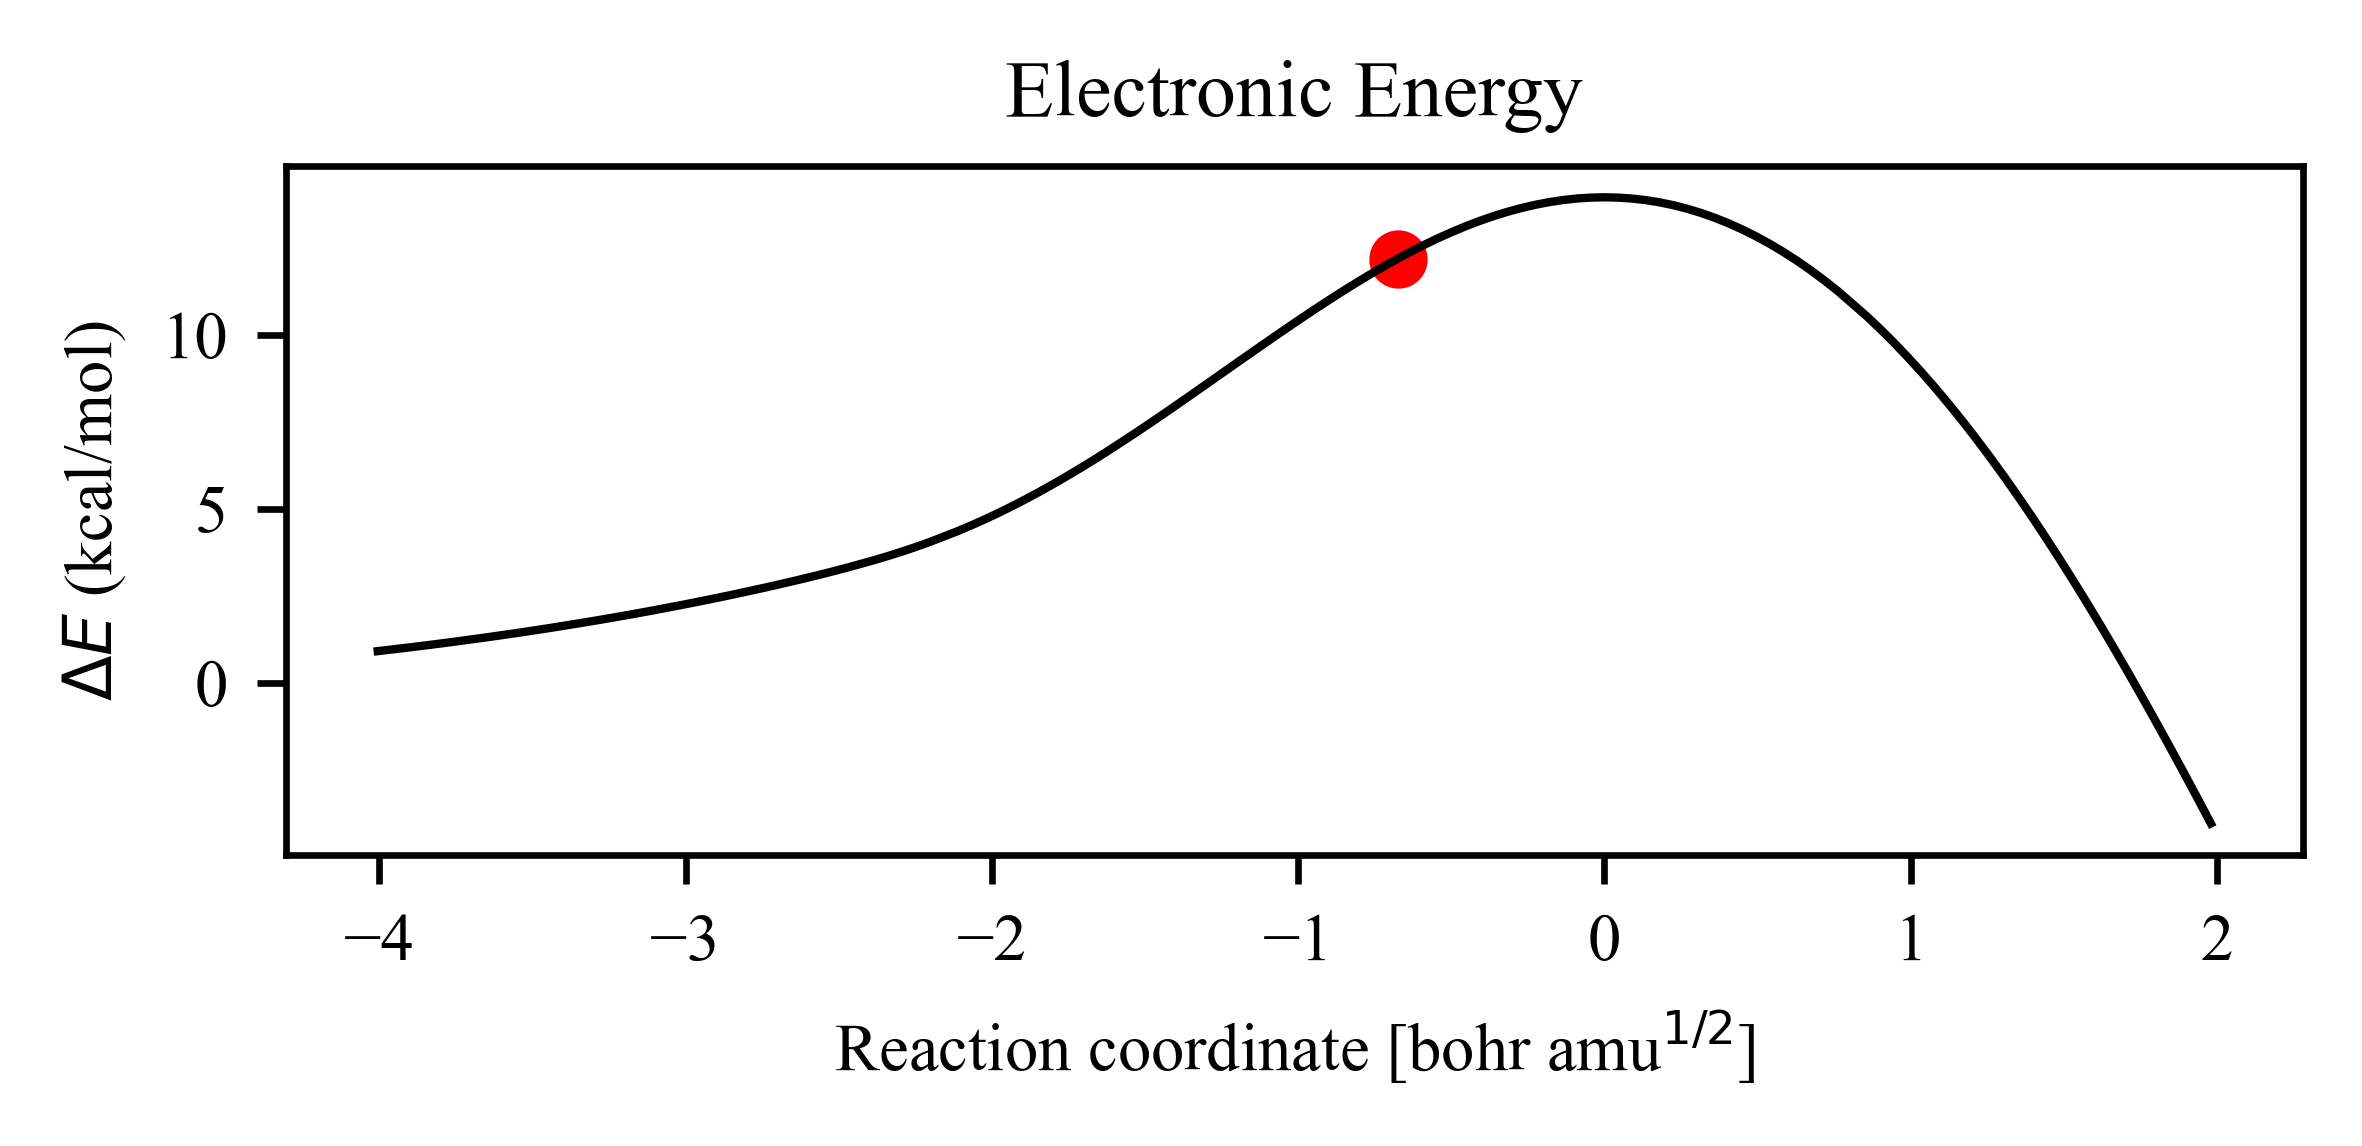 Electronic Energy
ΔE (kcal/mol)
10
5
0
−4 −3 −2 −1 0 1 2
Reaction coordinate [bohr amu^{1/2}]